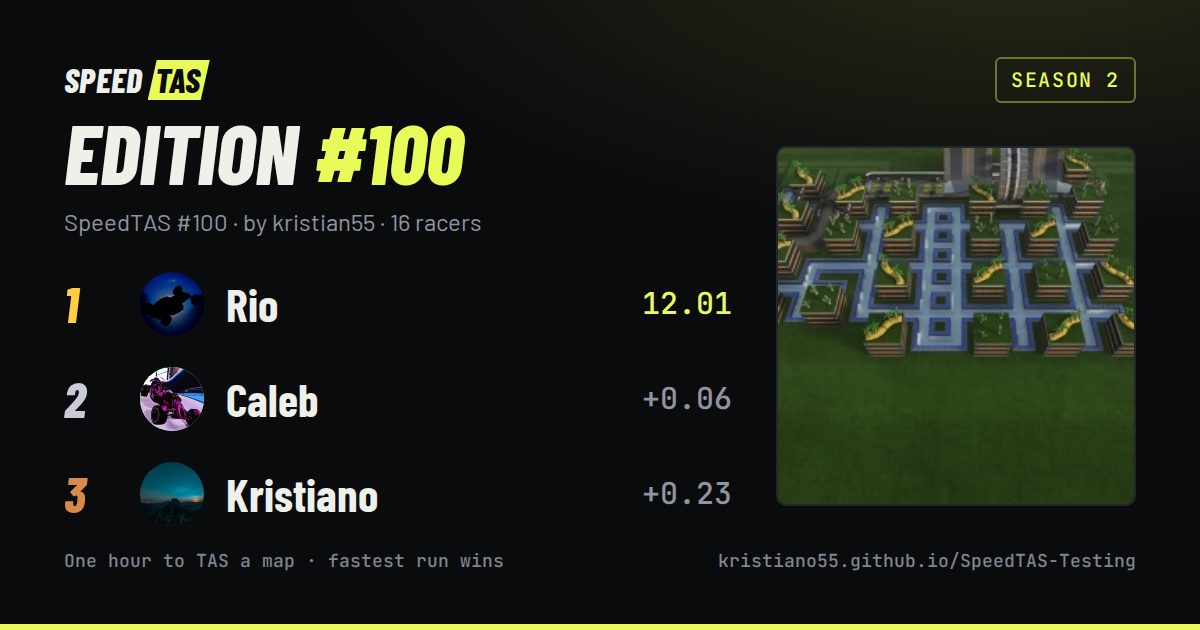 SPEED TAS
SEASON 2
EDITION #100
SpeedTAS #100 · by kristian55 · 16 racers
1 Rio 12.01
2 Caleb +0.06
3 Kristiano +0.23
One hour to TAS a map · fastest run wins
kristiano55.github.io/SpeedTAS-Testing